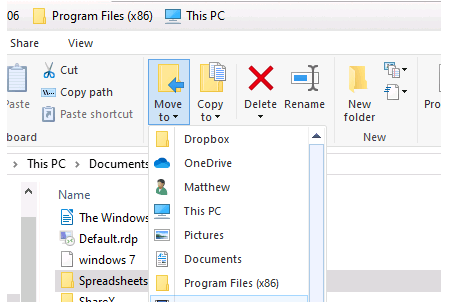 06 Program Files (x86) This PC
Share View
Paste Cut
Copy path
Paste shortcut
Move to
Copy to
Delete
Rename
New folder
board
New
This PC Documents
Name
The Windows
Default.rdp
windows 7
Spreadsheets
ShareX
Dropbox
OneDrive
Matthew
This PC
Pictures
Documents
Program Files (x86)